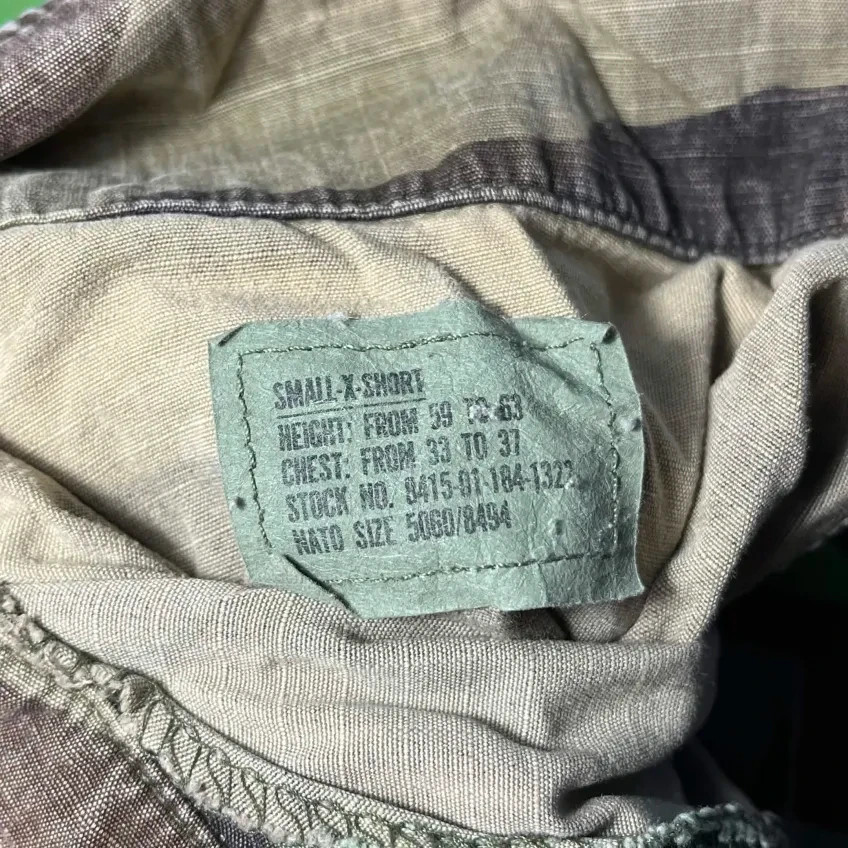 SMALL-X-SHORT
HEIGHT: FROM 59 TO 63
CHEST: FROM 33 TO 37
STOCK NO. 8415-01-184-1322
NATO SIZE 5060/8494